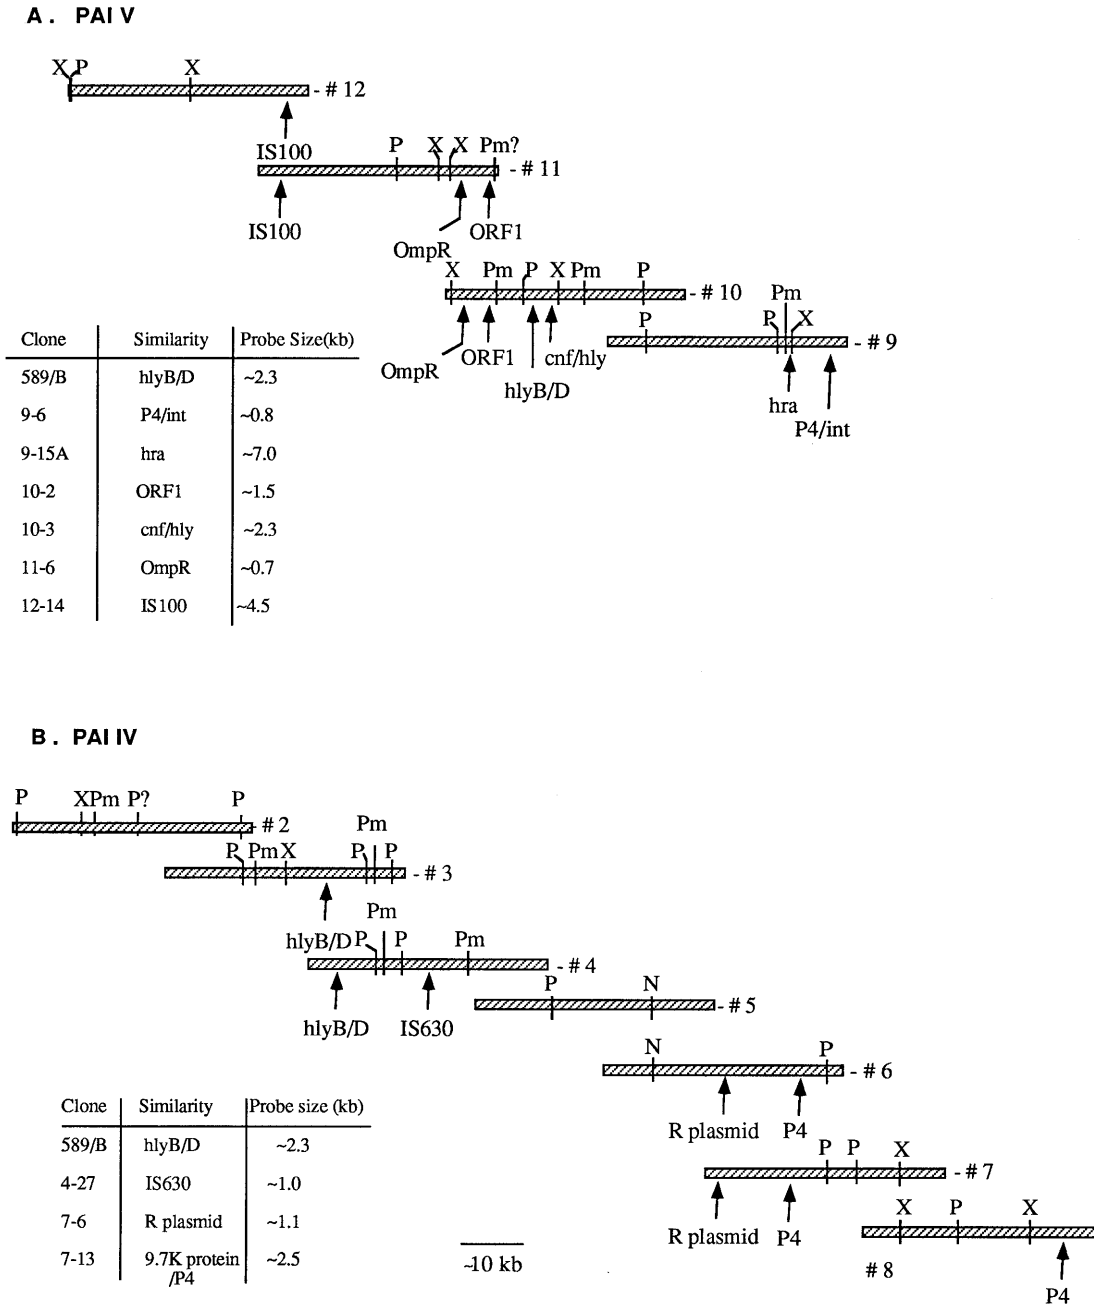 A. PAI V
X P X
- # 12
IS100
P X X Pm?
- # 11
IS100
OmpR
ORF1
X Pm P X Pm P
- # 10
Pm
P P X
- # 9
OmpR
ORF1
cnf/hly
hlyB/D
hra
P4/int
Clone Similarity Probe Size(kb)
589/B hlyB/D ~2.3
9-6 P4/int ~0.8
9-15A hra ~7.0
10-2 ORF1 ~1.5
10-3 cnf/hly ~2.3
11-6 OmpR ~0.7
12-14 IS100 ~4.5
B. PAI IV
P X Pm P? P
- # 2
Pm
P Pm X P P
- # 3
Pm
hlyB/D P P Pm
- # 4
hlyB/D IS630
P N
- # 5
N P
- # 6
R plasmid P4
P P X
- # 7
R plasmid P4
X P X
# 8
P4
Clone Similarity Probe size (kb)
589/B hlyB/D ~2.3
4-27 IS630 ~1.0
7-6 R plasmid ~1.1
7-13 9.7K protein ~2.5
/P4
~10 kb